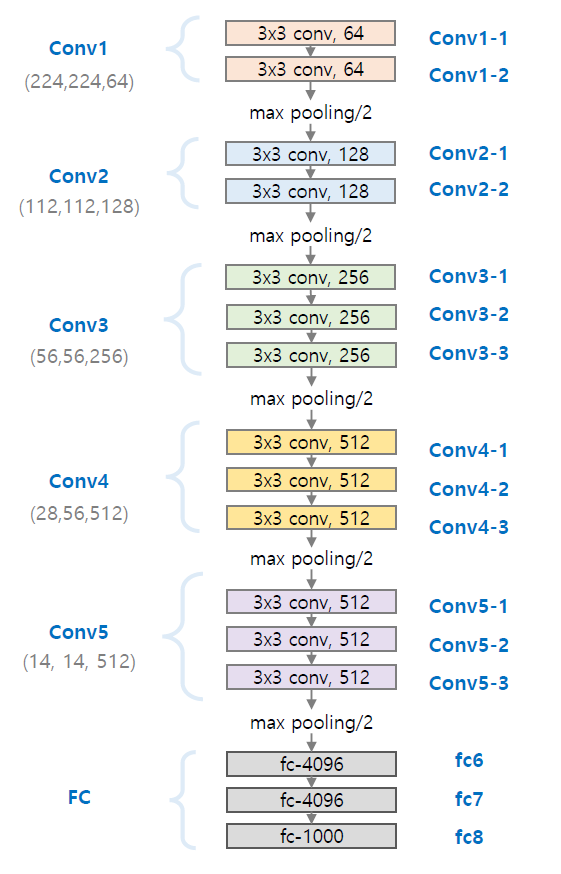 3x3 conv, 64
Conv1-1
Conv1
(224,224,64)
3x3 conv, 64
Conv1-2
max pooling/2
3x3 conv, 128
Conv2-1
Conv2
(112,112,128)
3x3 conv, 128
Conv2-2
max pooling/2
3x3 conv, 256
Conv3-1
Conv3
(56,56,256)
3x3 conv, 256
Conv3-2
3x3 conv, 256
Conv3-3
max pooling/2
3x3 conv, 512
Conv4-1
Conv4
(28,56,512)
3x3 conv, 512
Conv4-2
3x3 conv, 512
Conv4-3
max pooling/2
3x3 conv, 512
Conv5-1
Conv5
(14, 14, 512)
3x3 conv, 512
Conv5-2
3x3 conv, 512
Conv5-3
max pooling/2
fc-4096
fc6
FC
fc-4096
fc7
fc-1000
fc8